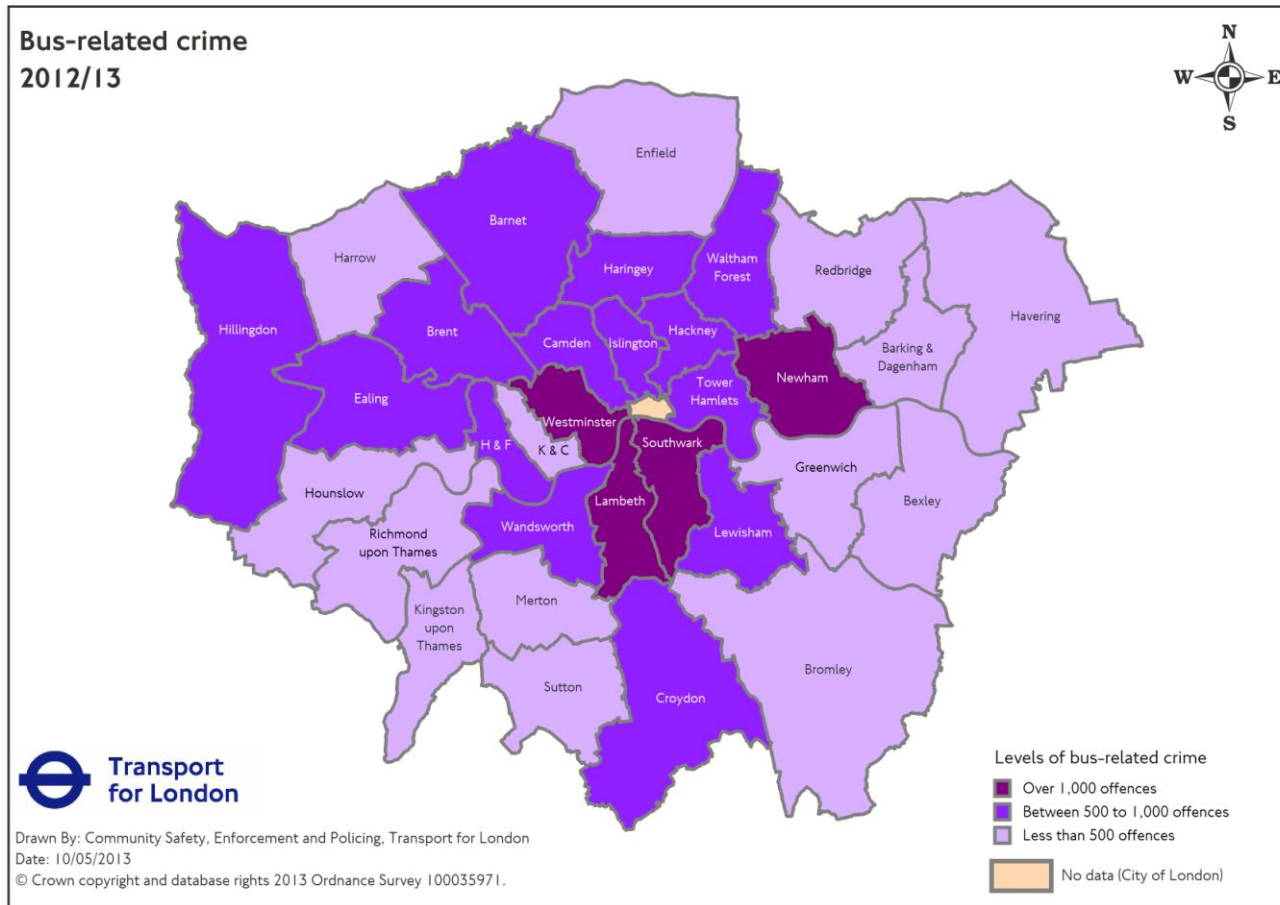 Bus-related crime
2012/13
N
W
E
S
Enfield
Barnet
Harrow
Haringey
Waltham
Forest
Redbridge
Havering
Hillingdon
Brent
Camden
Islington
Hackney
Barking &
Dagenham
Ealing
Tower
Hamlets
Newham
Westminster
H & F
K & C
Southwark
Greenwich
Hounslow
Lambeth
Bexley
Richmond
upon Thames
Wandsworth
Lewisham
Merton
Kingston
upon
Thames
Bromley
Sutton
Croydon
Transport
for London
Levels of bus-related crime
Over 1,000 offences
Between 500 to 1,000 offences
Less than 500 offences
No data (City of London)
Drawn By: Community Safety, Enforcement and Policing, Transport for London
Date: 10/05/2013
© Crown copyright and database rights 2013 Ordnance Survey 100035971.